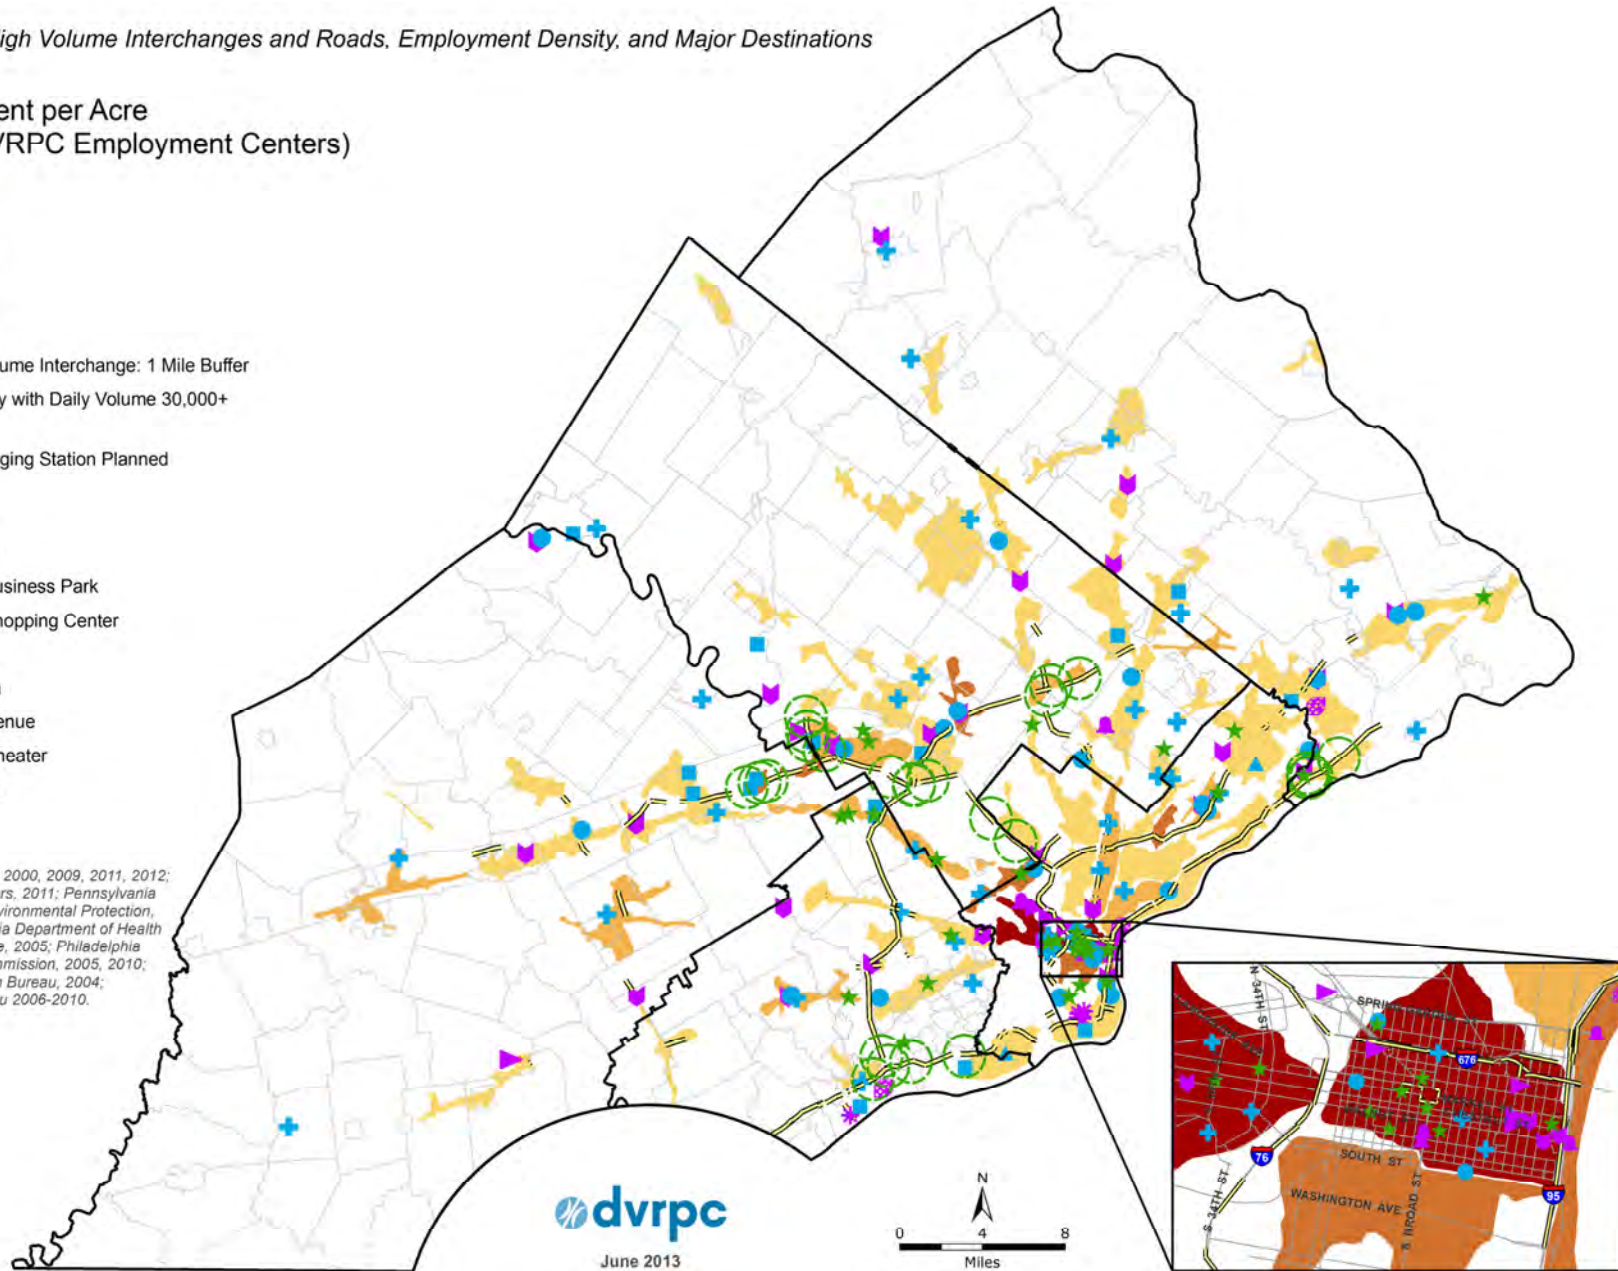 igh Volume Interchanges and Roads, Employment Density, and Major Destinations
ent per Acre
VRPC Employment Centers)
ume Interchange: 1 Mile Buffer
y with Daily Volume 30,000+
ging Station Planned
usiness Park
hopping Center
enue
heater
2000, 2009, 2011, 2012;
rs, 2011; Pennsylvania
vironmental Protection,
ia Department of Health
e, 2005; Philadelphia
mmission, 2005, 2010;
n Bureau, 2004;
u 2006-2010.
dvrpc
June 2013
N
0 4 8
Miles
N 34TH ST
SPRING
676
76
SOUTH ST
WASHINGTON AVE
S 34TH ST
S BROAD ST
95